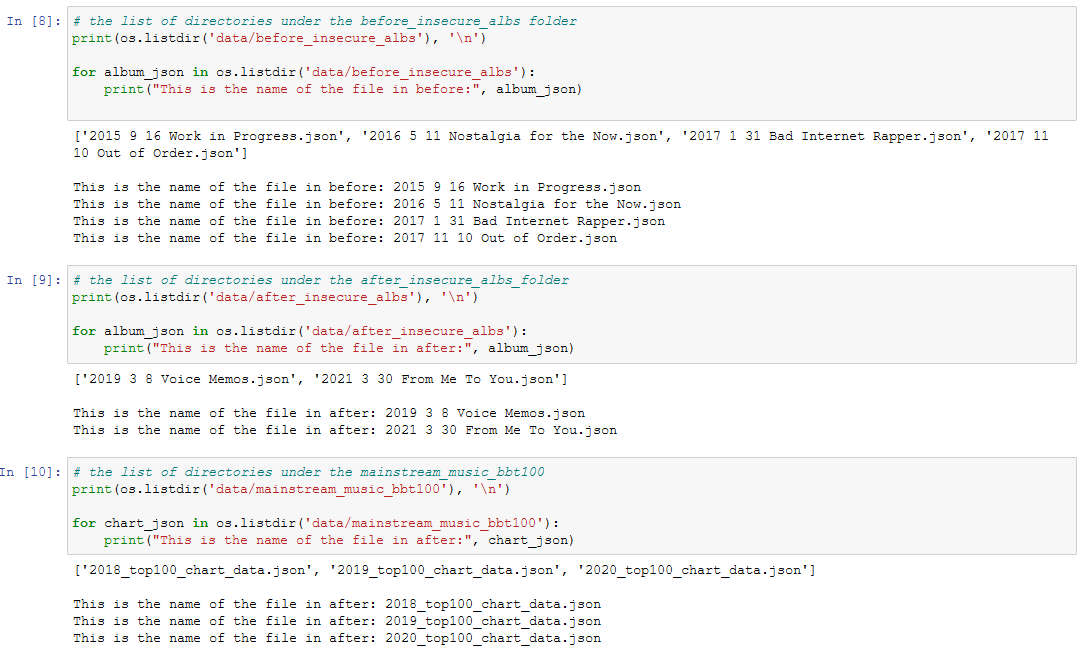 In [8]: # the list of directories under the before_insecure_albs folder
print(os.listdir('data/before_insecure_albs'), '\n')
for album_json in os.listdir('data/before_insecure_albs'):
    print("This is the name of the file in before:", album_json)
['2015 9 16 Work in Progress.json', '2016 5 11 Nostalgia for the Now.json', '2017 1 31 Bad Internet Rapper.json', '2017 11
10 Out of Order.json']
This is the name of the file in before: 2015 9 16 Work in Progress.json
This is the name of the file in before: 2016 5 11 Nostalgia for the Now.json
This is the name of the file in before: 2017 1 31 Bad Internet Rapper.json
This is the name of the file in before: 2017 11 10 Out of Order.json
In [9]: # the list of directories under the after_insecure_albs_folder
print(os.listdir('data/after_insecure_albs'), '\n')
for album_json in os.listdir('data/after_insecure_albs'):
    print("This is the name of the file in after:", album_json)
['2019 3 8 Voice Memos.json', '2021 3 30 From Me To You.json']
This is the name of the file in after: 2019 3 8 Voice Memos.json
This is the name of the file in after: 2021 3 30 From Me To You.json
In [10]: # the list of directories under the mainstream_music_bbt100
print(os.listdir('data/mainstream_music_bbt100'), '\n')
for chart_json in os.listdir('data/mainstream_music_bbt100'):
    print("This is the name of the file in after:", chart_json)
['2018_top100_chart_data.json', '2019_top100_chart_data.json', '2020_top100_chart_data.json']
This is the name of the file in after: 2018_top100_chart_data.json
This is the name of the file in after: 2019_top100_chart_data.json
This is the name of the file in after: 2020_top100_chart_data.json